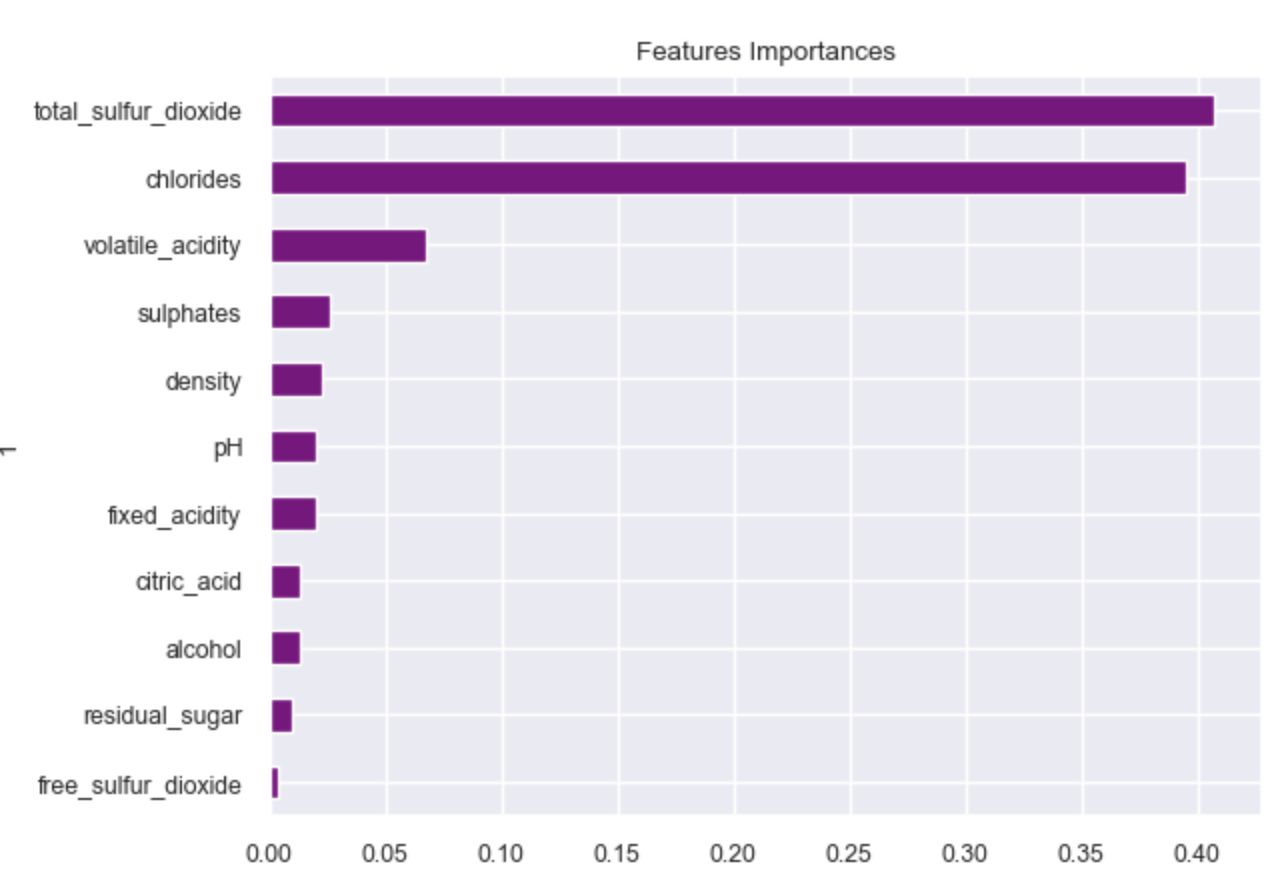 Features Importances
total_sulfur_dioxide
chlorides
volatile_acidity
sulphates
density
pH
fixed_acidity
citric_acid
alcohol
residual_sugar
free_sulfur_dioxide
0.00 0.05 0.10 0.15 0.20 0.25 0.30 0.35 0.40